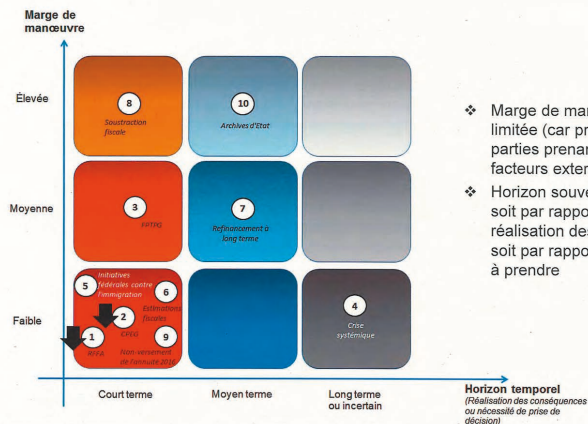 Marge de
manœuvre
Élevée
8
Soustraction
fiscale
10
Archives d'Etat
Moyenne
3
7
Refinancement à
long terme
Faible
5
Initiatives
fédérales contre
l'immigration
6
Estimations
fiscales
2
CPEG
1
RFFA
9
Non-versement
de l'annuité 2016
4
Crise
systémique
Court terme
Moyen terme
Long terme
ou incertain
Horizon temporel
(Réalisation des conséquences
ou nécessité de prise de
décision)
❖ Marge de mar
limitée (car pr
parties prenar
facteurs exter
❖ Horizon souve
soit par rappo
réalisation des
soit par rappo
à prendre